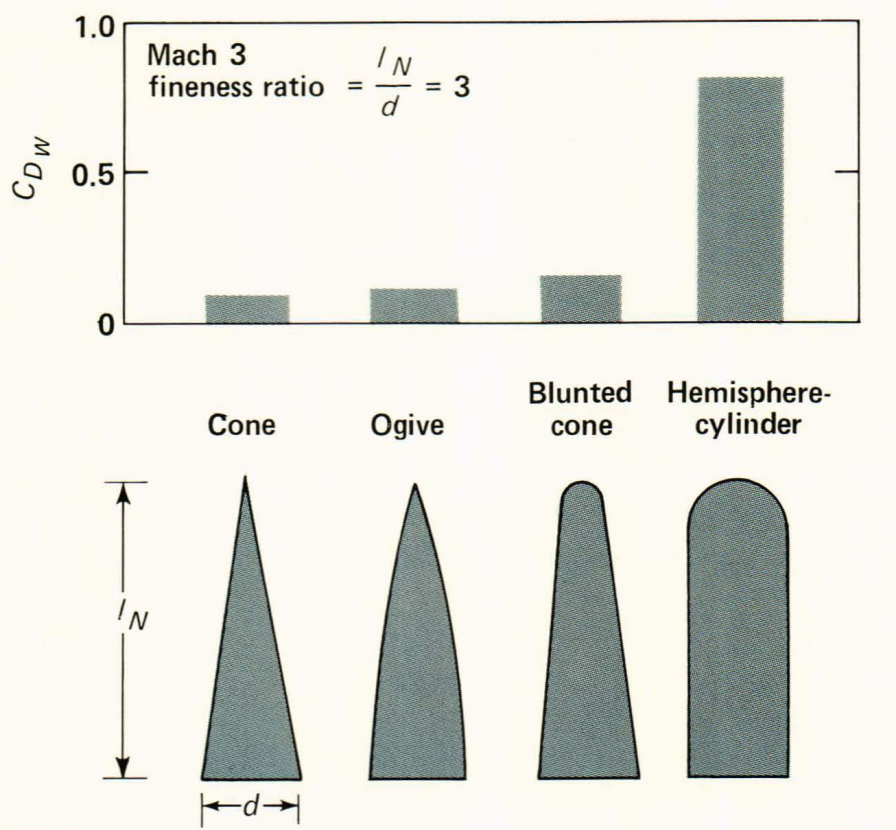 1.0
Mach 3
fineness ratio = l_N / d = 3
C_D_W
0.5
0
Cone
Ogive
Blunted
cone
Hemisphere-
cylinder
l_N
d